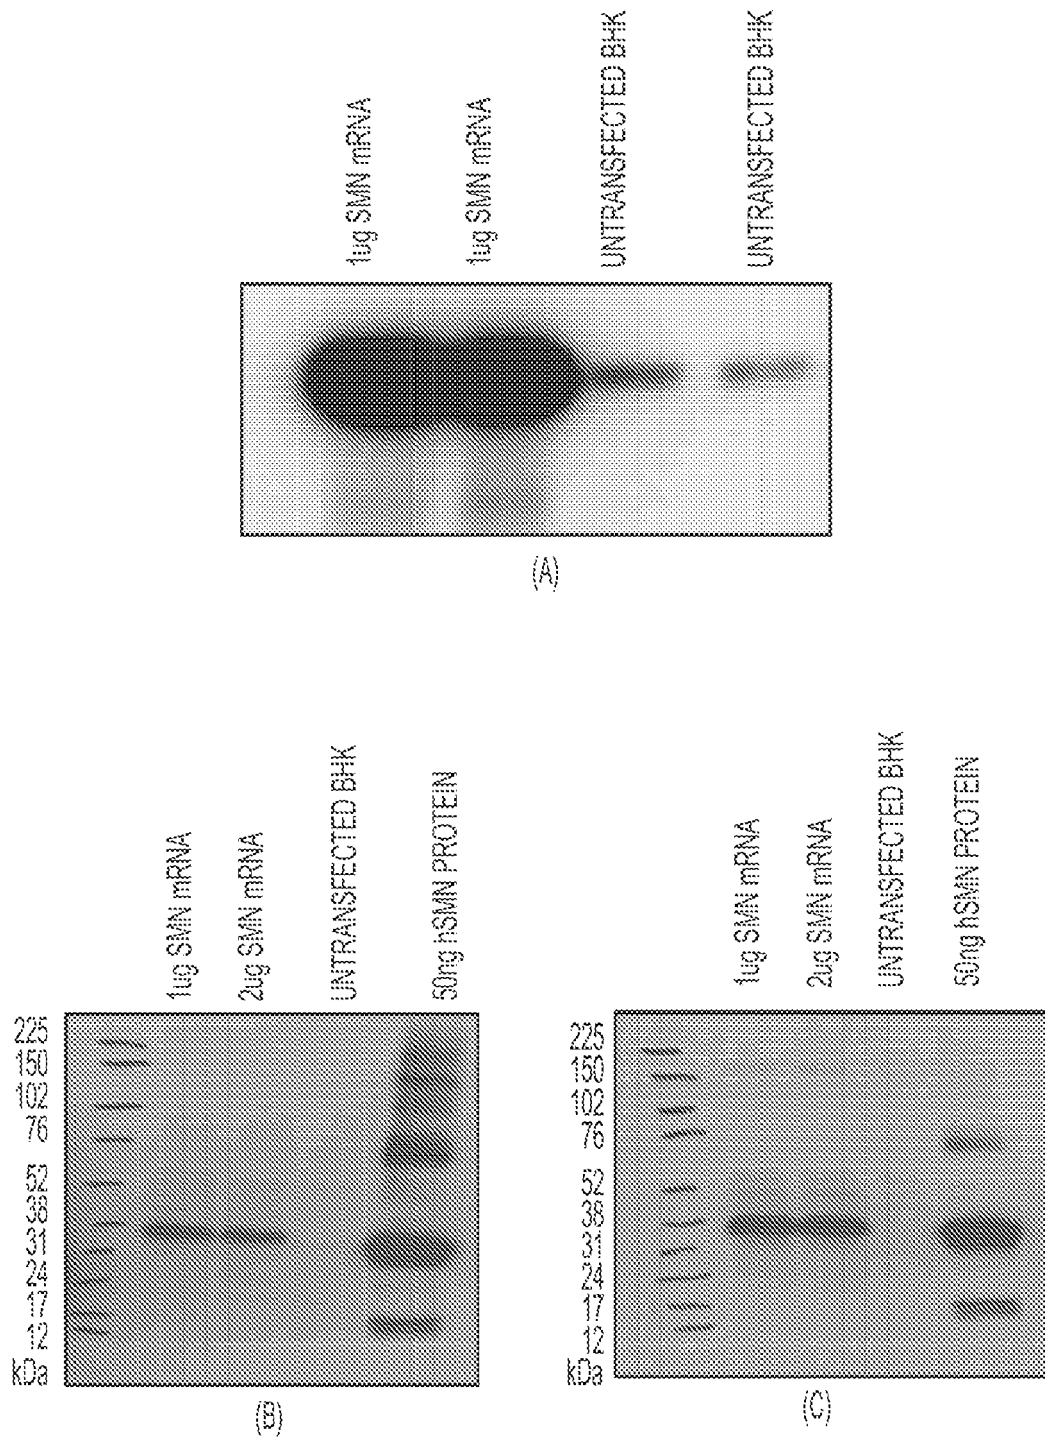 1ug SMN mRNA
1ug SMN mRNA
UNTRANSFECTED BHK
UNTRANSFECTED BHK
(A)
1ug SMN mRNA
2ug SMN mRNA
UNTRANSFECTED BHK
50ng hSMN PROTEIN
225
150
102
76
52
38
31
24
17
12
kDa
(B)
1ug SMN mRNA
2ug SMN mRNA
UNTRANSFECTED BHK
50ng hSMN PROTEIN
225
150
102
76
52
38
31
24
17
12
kDa
(C)